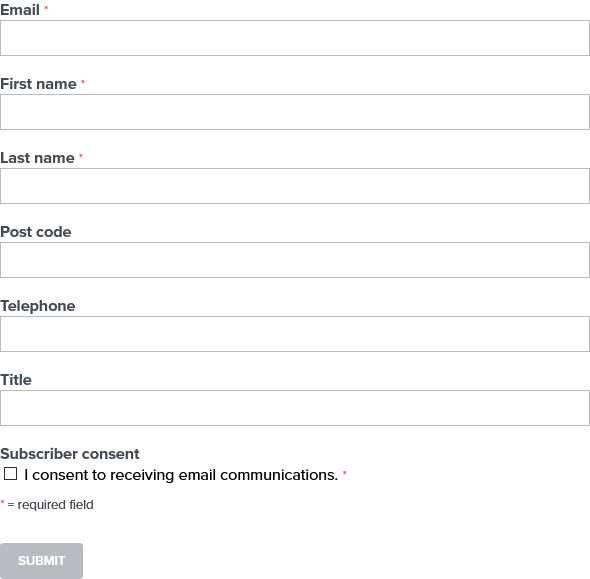 Email *
First name *
Last name *
Post code
Telephone
Title
Subscriber consent
I consent to receiving email communications. *
* = required field
SUBMIT